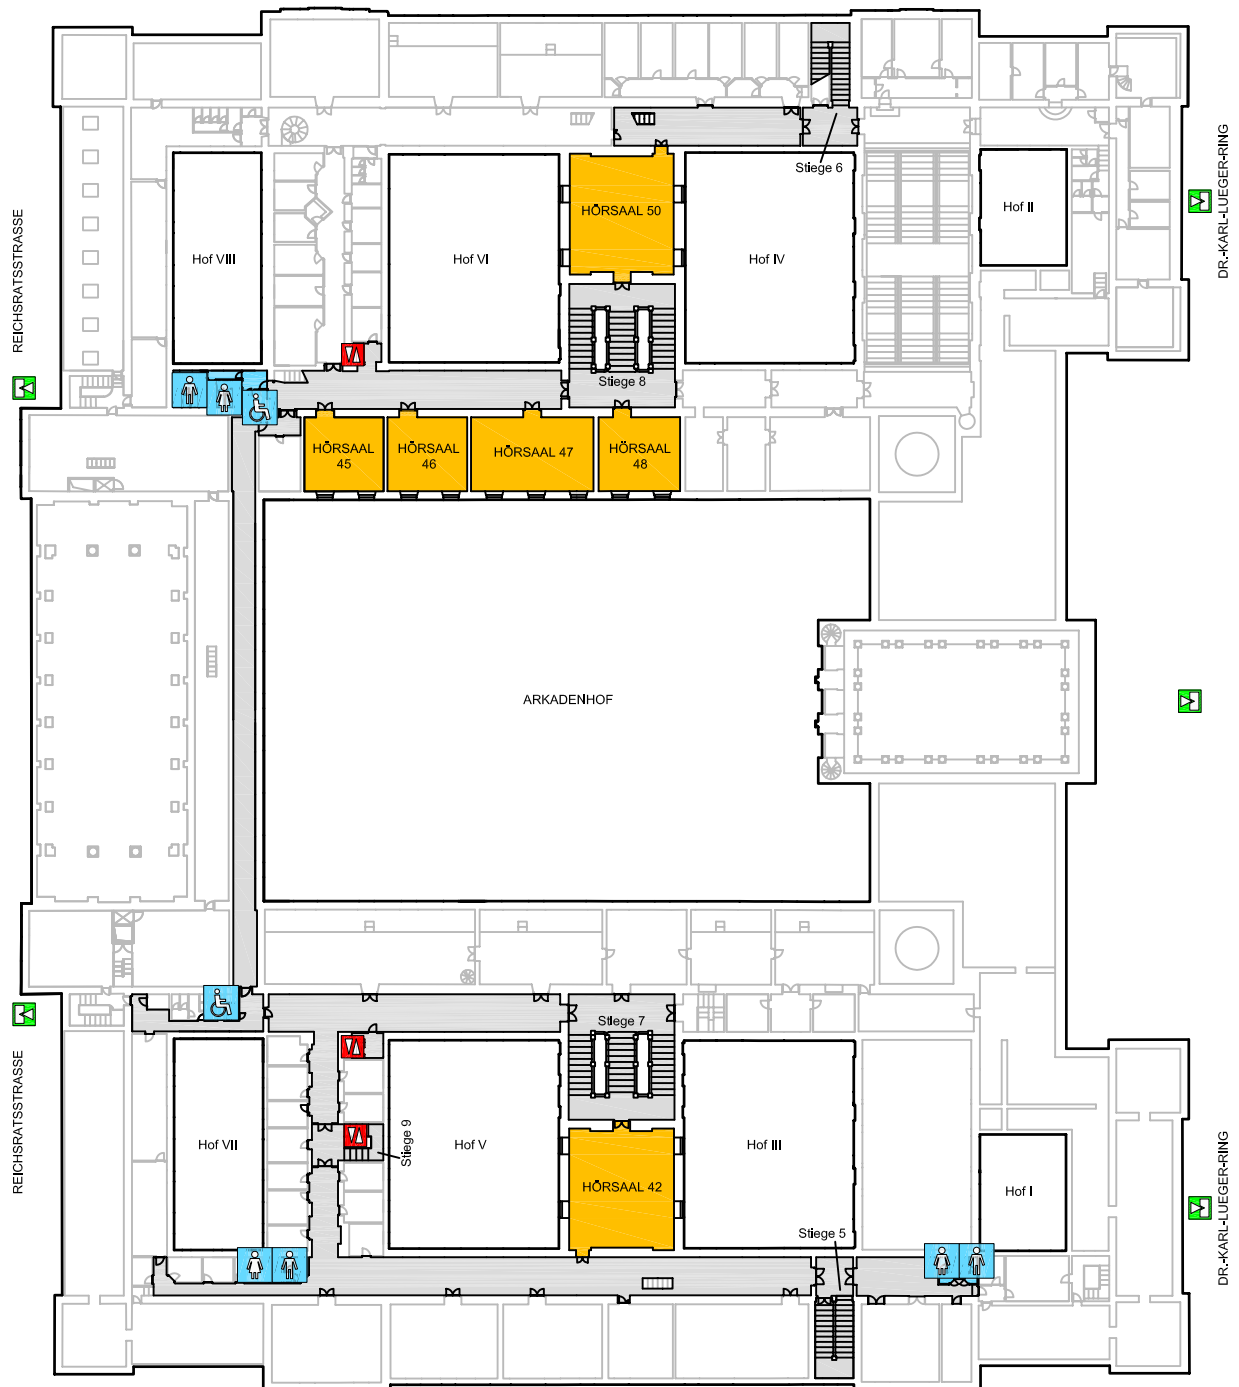 Stiege 6
DR.-KARL-LUEGER-RING
REICHSRATSSTRASSE
HÖRSAAL 50
Hof II
Hof VIII
Hof VI
Hof IV
Stiege 8
HÖRSAAL
45
HÖRSAAL
46
HÖRSAAL 47
HÖRSAAL
48
ARKADENHOF
Stiege 7
REICHSRATSSTRASSE
Hof VII
Stiege 9
Hof V
Hof III
HÖRSAAL 42
Hof I
DR.-KARL-LUEGER-RING
Stiege 5